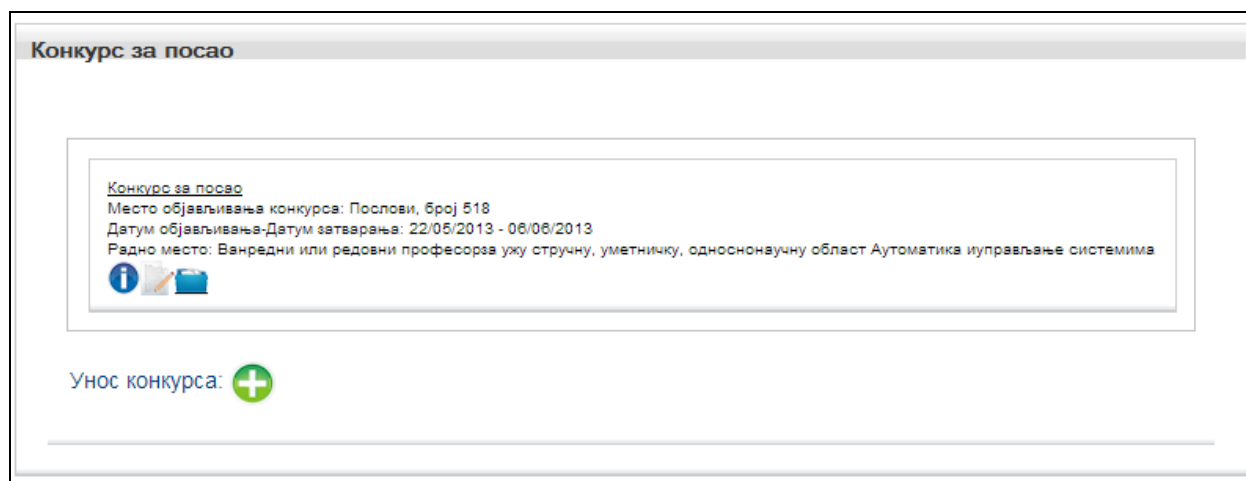 Конкурс за посао
Конкурс за посао
Место објављивања конкурса: Послови, број 518
Датум објављивања-Датум затварања: 22/05/2013 - 06/06/2013
Радно место: Ванредни или редовни професорза ужу стручну, уметничку, односнонаучну област Аутоматика иуправљање системима
Унос конкурса: